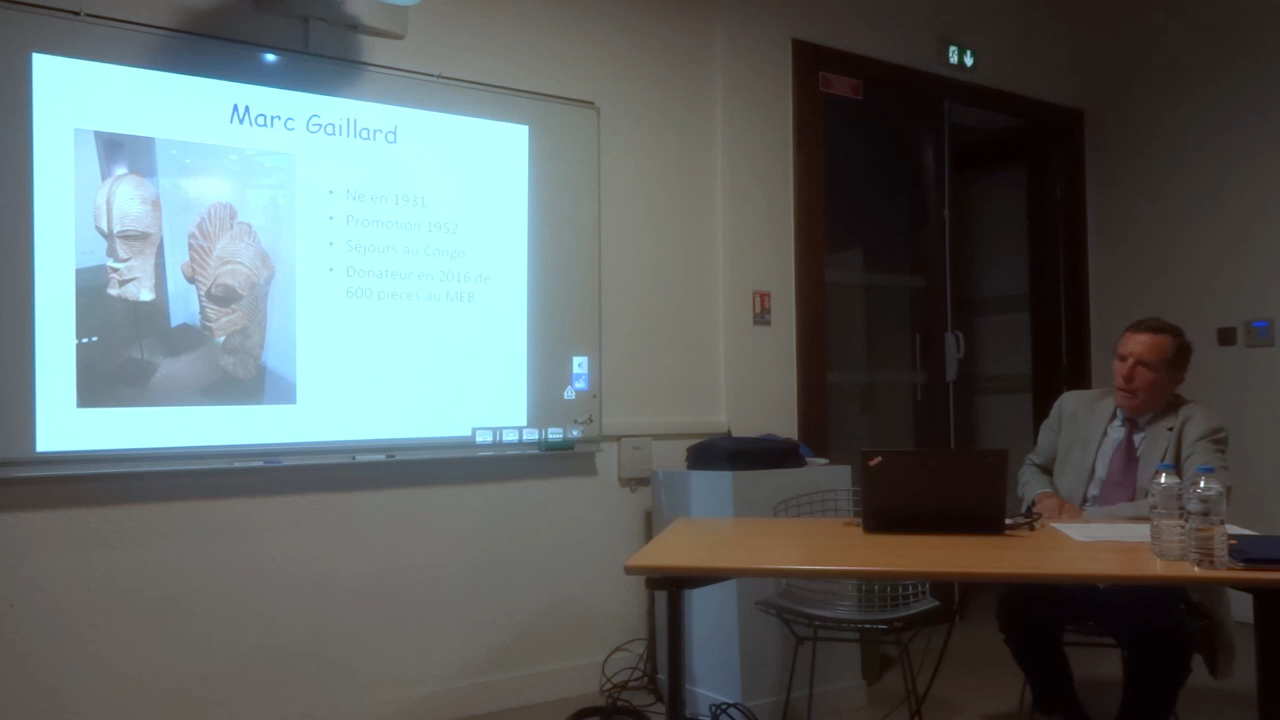 Marc Gaillard
• Ne en 1931
• Promotion 1952
• Sejours au Congo
• Donateur en 2016 de
600 pieces au MEB